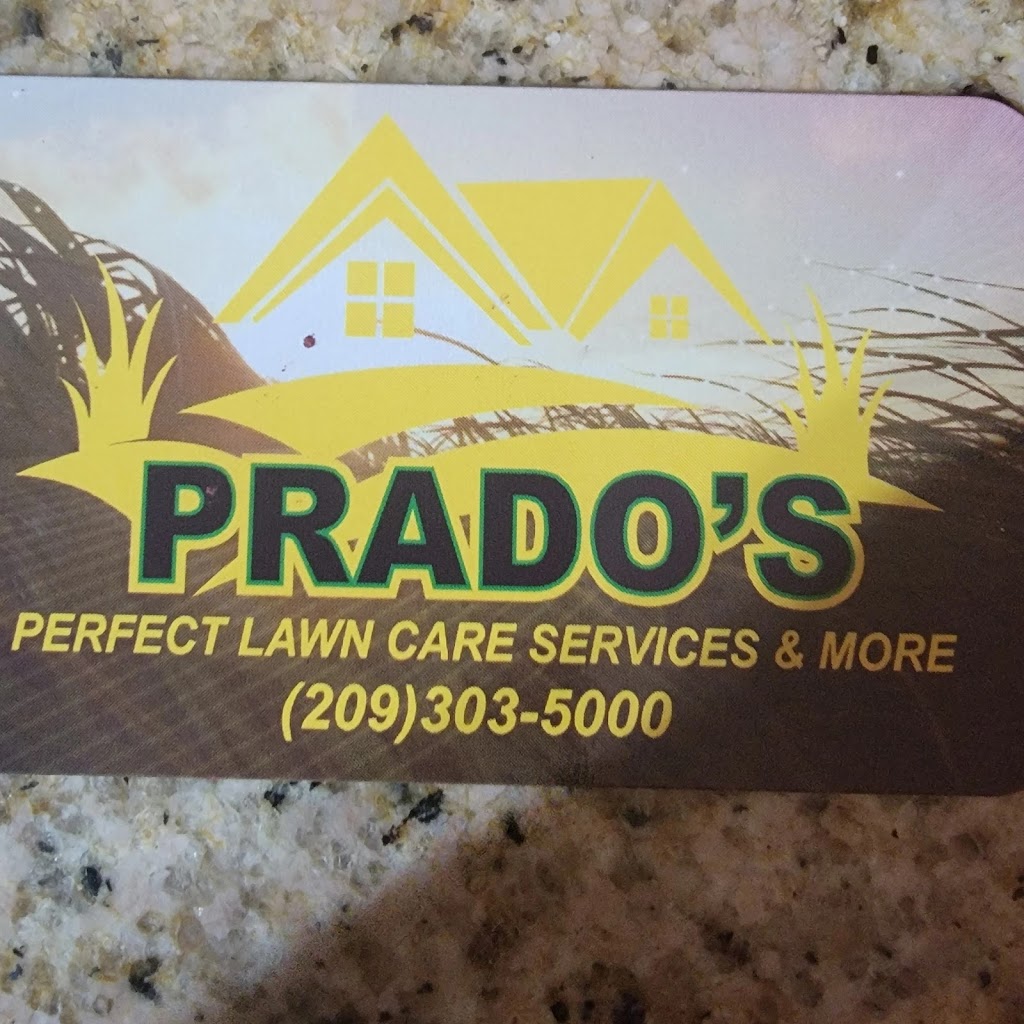 PRADO'S
PERFECT LAWN CARE SERVICES & MORE
(209)303-5000